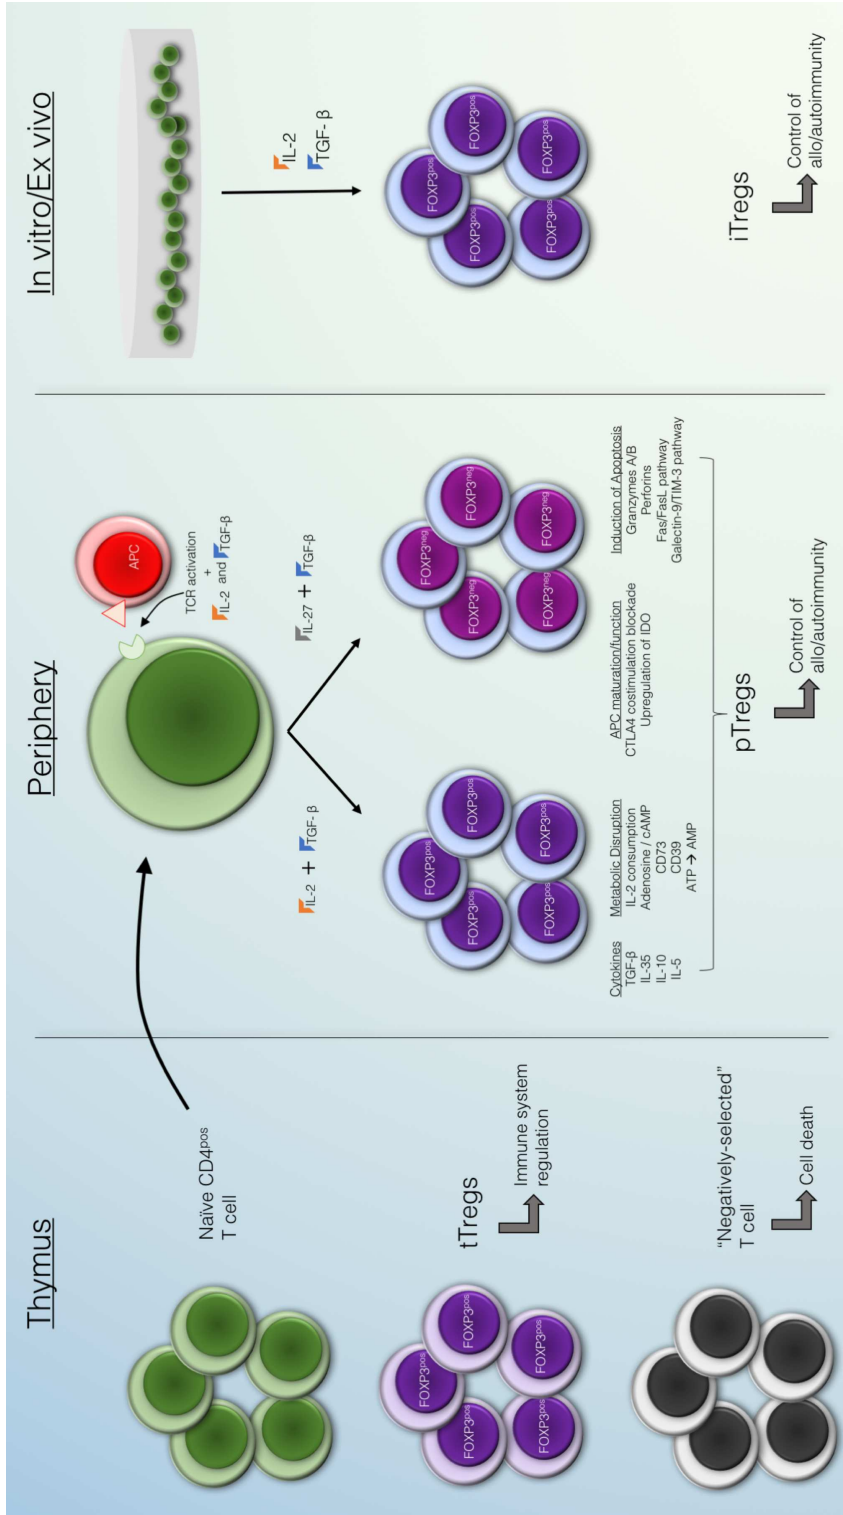 Thymus
Naïve CD4pos
T cell
FOXP3pos
FOXP3pos
FOXP3pos
FOXP3pos
FOXP3pos
tTregs
Immune system
regulation
"Negatively-selected"
T cell
Cell death
Periphery
APC
TCR activation
+
IL-2 and TGF-β
IL-2 + TGF- β
IL-27 + TGF-β
FOXP3pos
FOXP3pos
FOXP3pos
FOXP3pos
FOXP3pos
FOXP3neg
FOXP3neg
FOXP3neg
FOXP3neg
FOXP3neg
Cytokines
TGF-β
IL-35
IL-10
IL-5
Metabolic Disruption
IL-2 consumption
Adenosine / cAMP
CD73
CD39
ATP → AMP
APC maturation/function
CTLA4 costimulation blockade
Upregulation of IDO
Induction of Apoptosis
Granzymes A/B
Perforins
Fas/FasL pathway
Galectin-9/TIM-3 pathway
pTregs
Control of
allo/autoimmunity
In vitro/Ex vivo
IL-2
TGF- β
FOXP3pos
FOXP3pos
FOXP3pos
FOXP3pos
FOXP3pos
iTregs
Control of
allo/autoimmunity